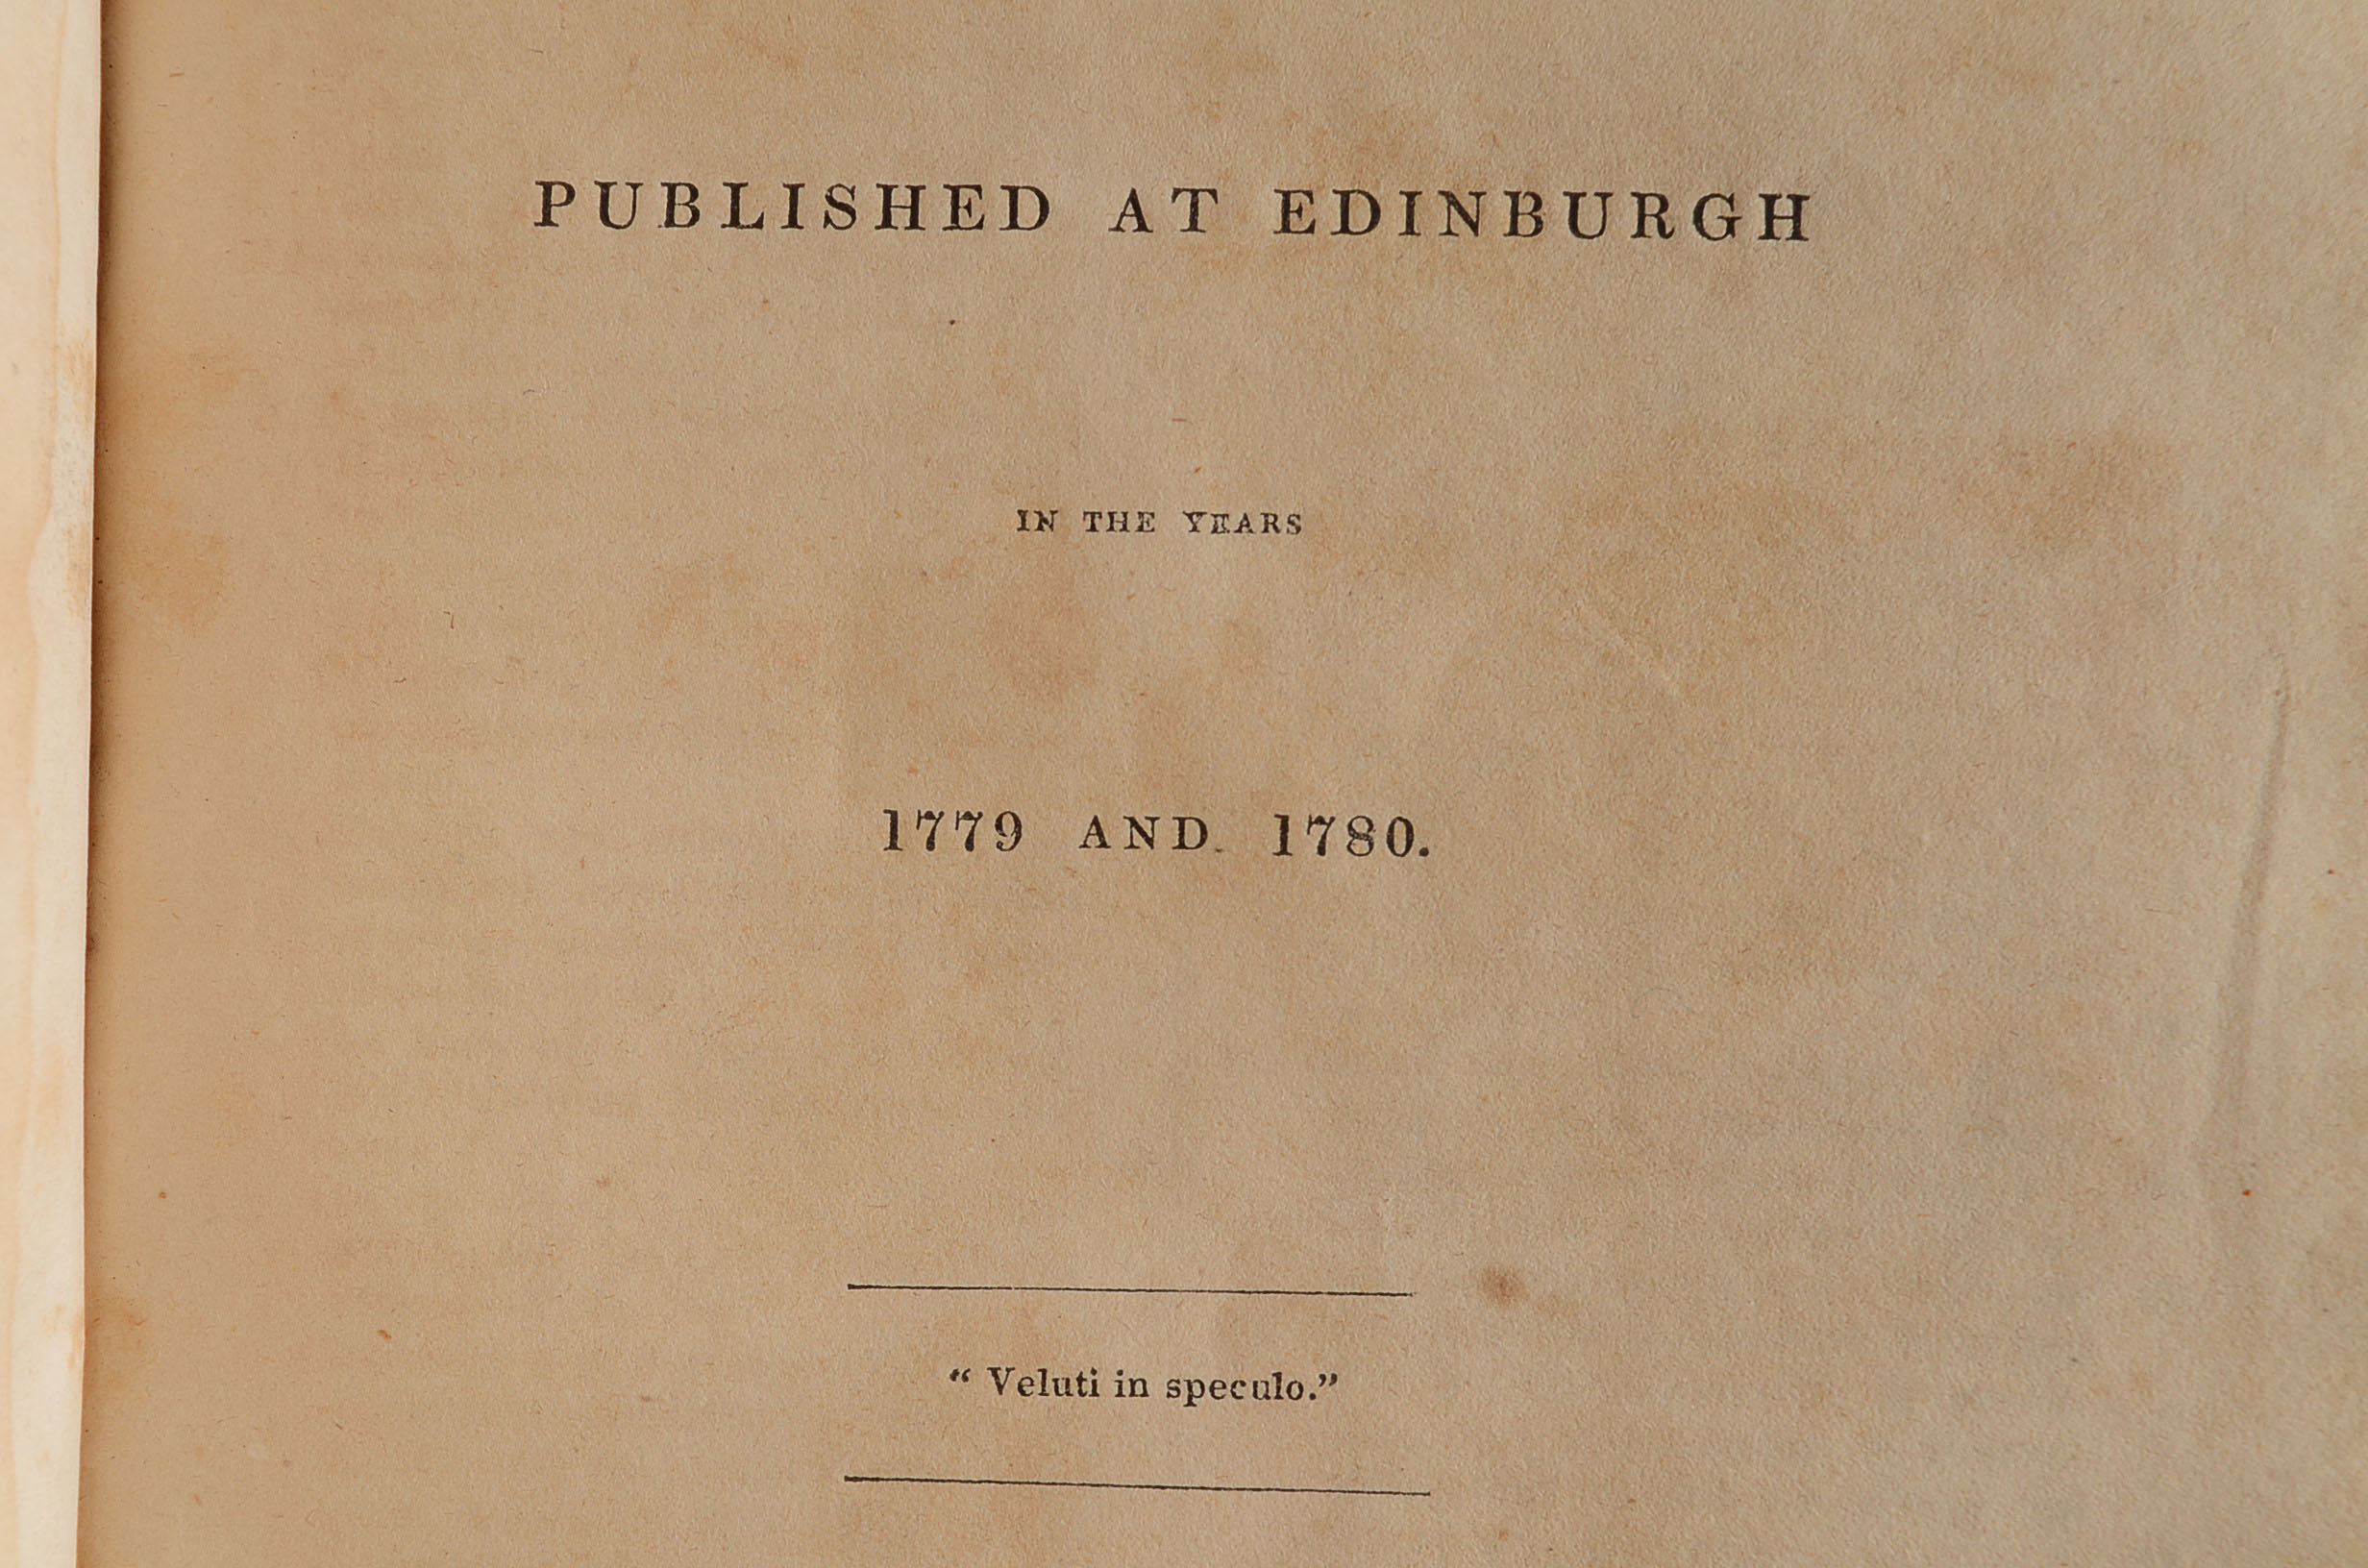 PUBLISHED AT EDINBURGH
IN THE YEARS
1779 AND. 1780.
“ Veluti in speculo.”